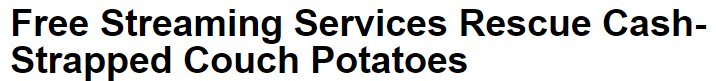 Free Streaming Services Rescue Cash-
Strapped Couch Potatoes